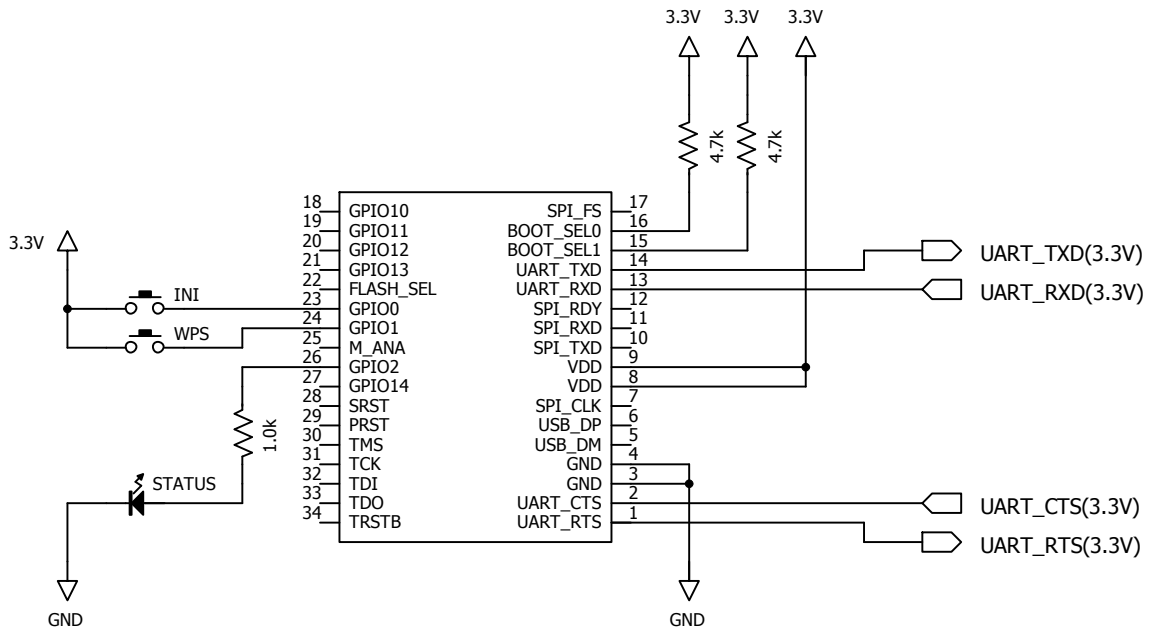 3.3V 3.3V 3.3V
4.7k 4.7k
18 GPIO10 SPI_FS 17
19 GPIO11 BOOT_SEL0 16
20 GPIO12 BOOT_SEL1 15
21 GPIO13 UART_TXD 14
22 FLASH_SEL UART_RXD 13
23 GPIO0 SPI_RDY 12
24 GPIO1 SPI_RXD 11
25 M_ANA SPI_TXD 10
26 GPIO2 VDD 9
27 GPIO14 VDD 8
28 SRST SPI_CLK 7
29 PRST USB_DP 6
30 TMS USB_DM 5
31 TCK GND 4
32 TDI GND 3
33 TDO UART_CTS 2
34 TRSTB UART_RTS 1
3.3V
INI
WPS
1.0k
STATUS
GND
GND
UART_TXD(3.3V)
UART_RXD(3.3V)
UART_CTS(3.3V)
UART_RTS(3.3V)